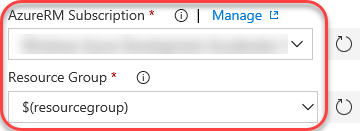 AzureRM Subscription * | Manage
Resource Group *
$(resourcegroup)